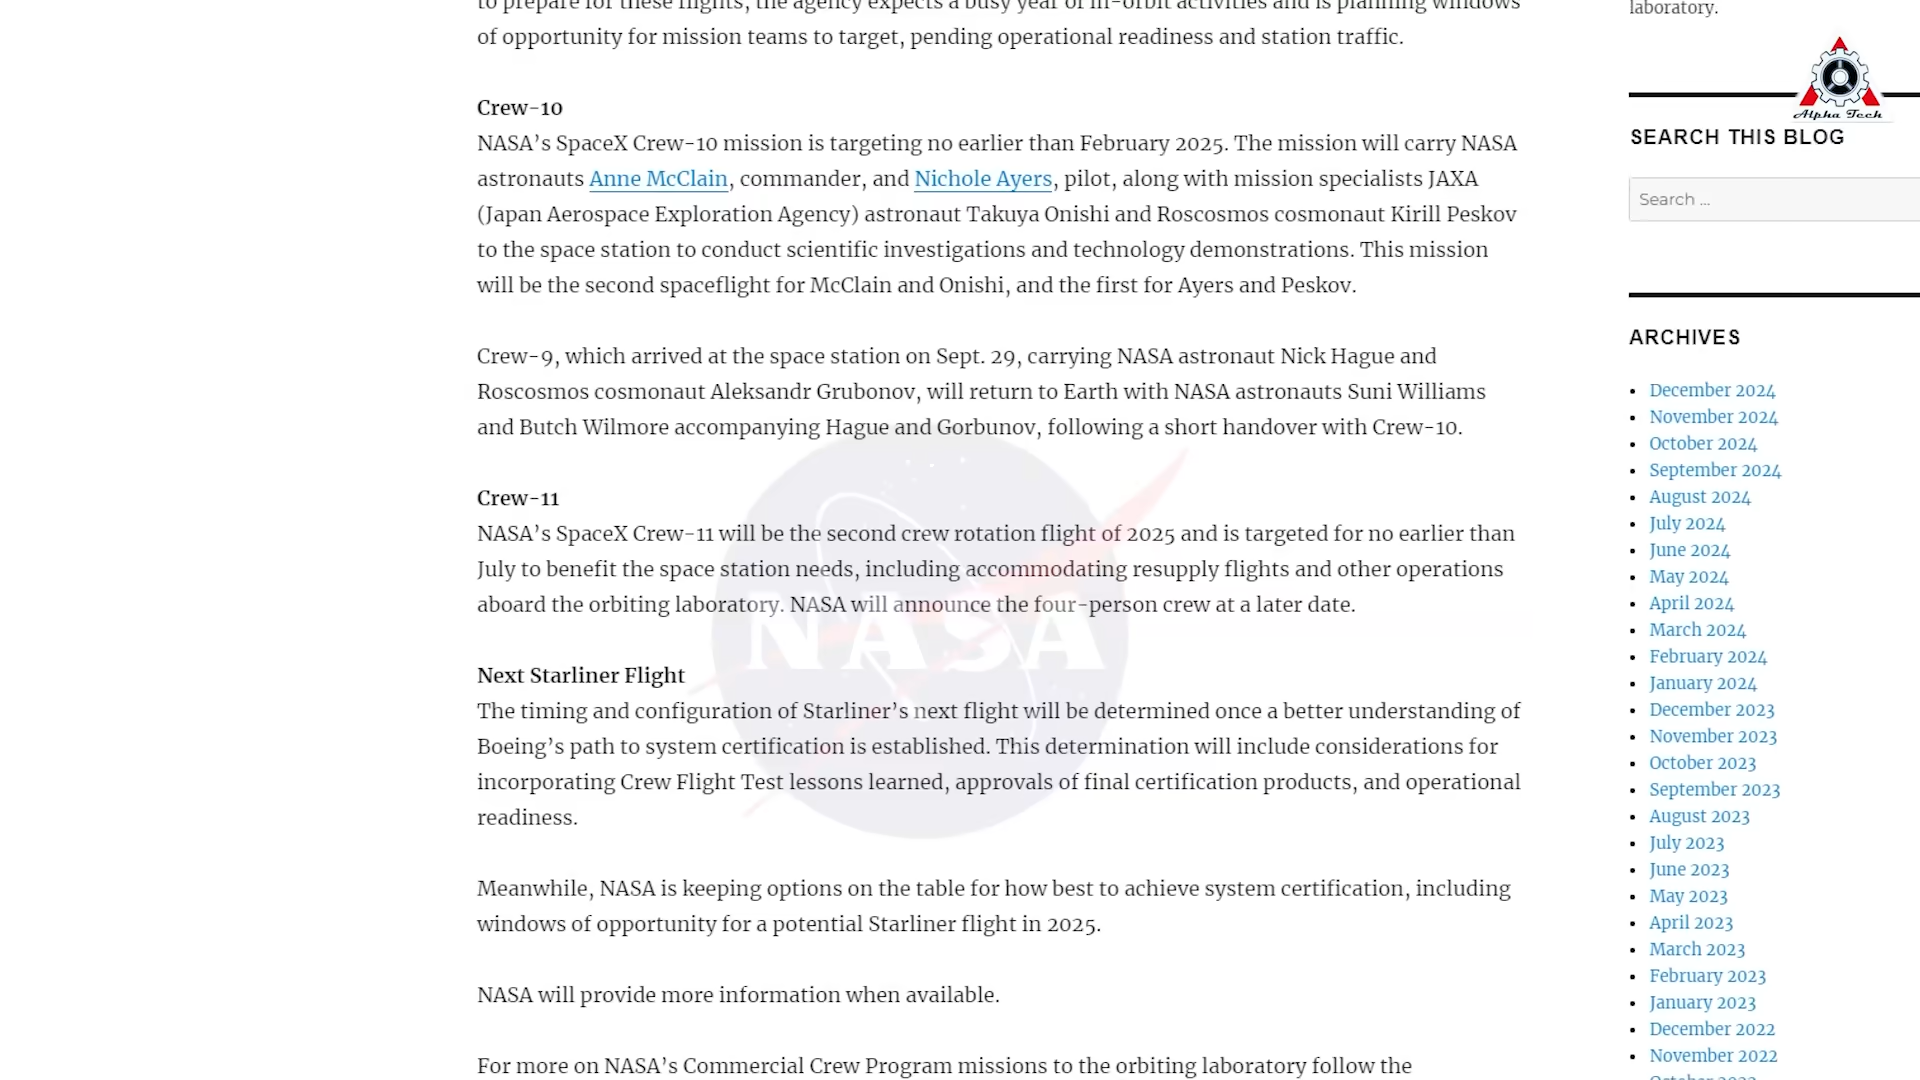 to prepare for these flights, the agency expects a busy year of in-orbit activities and is planning windows
of opportunity for mission teams to target, pending operational readiness and station traffic.
Crew-10
NASA’s SpaceX Crew-10 mission is targeting no earlier than February 2025. The mission will carry NASA
astronauts Anne McClain, commander, and Nichole Ayers, pilot, along with mission specialists JAXA
(Japan Aerospace Exploration Agency) astronaut Takuya Onishi and Roscosmos cosmonaut Kirill Peskov
to the space station to conduct scientific investigations and technology demonstrations. This mission
will be the second spaceflight for McClain and Onishi, and the first for Ayers and Peskov.
Crew-9, which arrived at the space station on Sept. 29, carrying NASA astronaut Nick Hague and
Roscosmos cosmonaut Aleksandr Grubonov, will return to Earth with NASA astronauts Suni Williams
and Butch Wilmore accompanying Hague and Gorbunov, following a short handover with Crew-10.
Crew-11
NASA’s SpaceX Crew-11 will be the second crew rotation flight of 2025 and is targeted for no earlier than
July to benefit the space station needs, including accommodating resupply flights and other operations
aboard the orbiting laboratory. NASA will announce the four-person crew at a later date.
NASA
Next Starliner Flight
The timing and configuration of Starliner’s next flight will be determined once a better understanding of
Boeing’s path to system certification is established. This determination will include considerations for
incorporating Crew Flight Test lessons learned, approvals of final certification products, and operational
readiness.
Meanwhile, NASA is keeping options on the table for how best to achieve system certification, including
windows of opportunity for a potential Starliner flight in 2025.
NASA will provide more information when available.
For more on NASA’s Commercial Crew Program missions to the orbiting laboratory follow the
laboratory.
Alpha Tech
SEARCH THIS BLOG
Search ...
ARCHIVES
December 2024
November 2024
October 2024
September 2024
August 2024
July 2024
June 2024
May 2024
April 2024
March 2024
February 2024
January 2024
December 2023
November 2023
October 2023
September 2023
August 2023
July 2023
June 2023
May 2023
April 2023
March 2023
February 2023
January 2023
December 2022
November 2022
October 2022